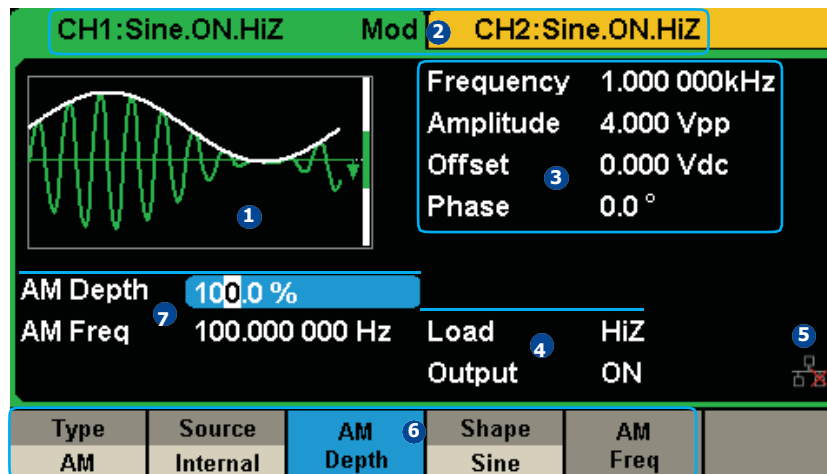 CH1:Sine.ON.HiZ Mod 2 CH2:Sine.ON.HiZ
Frequency 1.000 000kHz
Amplitude 4.000 Vpp
Offset 3 0.000 Vdc
Phase 0.0 °
1
AM Depth 100.0 %
7
AM Freq 100.000 000 Hz
Load 4 HiZ 5
Output ON
Type Source AM 6 Shape AM
AM Internal Depth Sine Freq